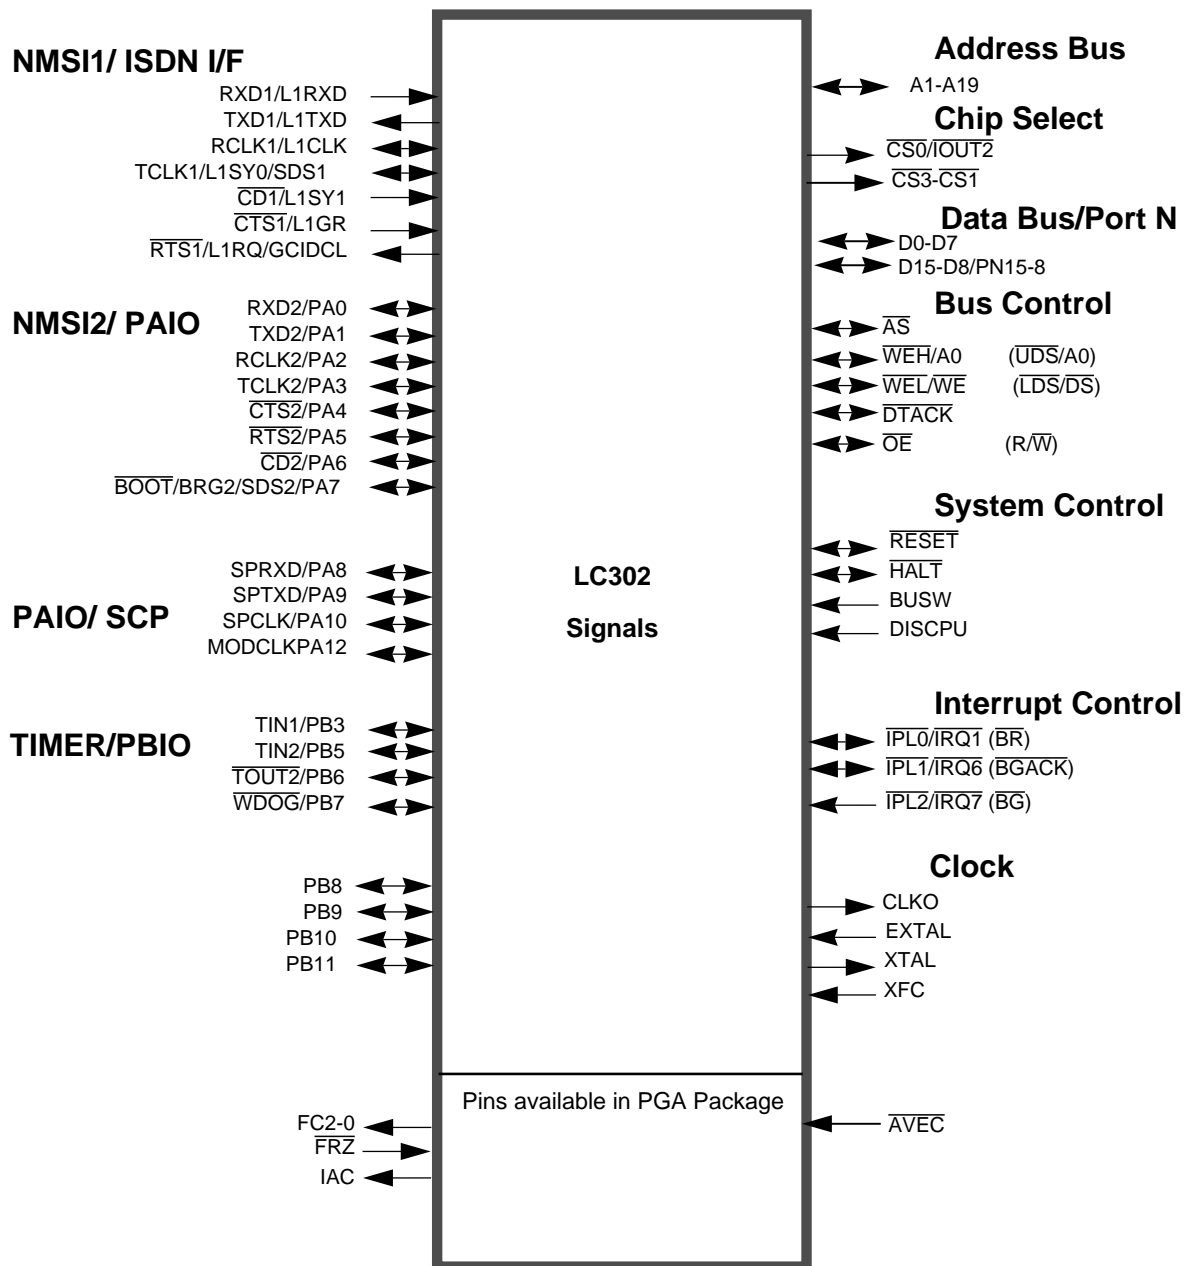 NMSI1/ ISDN I/F
RXD1/L1RXD
TXD1/L1TXD
RCLK1/L1CLK
TCLK1/L1SY0/SDS1
CD1/L1SY1
CTS1/L1GR
RTS1/L1RQ/GCIDCL
NMSI2/ PAIO
RXD2/PA0
TXD2/PA1
RCLK2/PA2
TCLK2/PA3
CTS2/PA4
RTS2/PA5
CD2/PA6
BOOT/BRG2/SDS2/PA7
PAIO/ SCP
SPRXD/PA8
SPTXD/PA9
SPCLK/PA10
MODCLKPA12
TIMER/PBIO
TIN1/PB3
TIN2/PB5
TOUT2/PB6
WDOG/PB7
PB8
PB9
PB10
PB11
FC2-0
FRZ
IAC
LC302
Signals
Pins available in PGA Package
Address Bus
A1-A19
Chip Select
CS0/IOUT2
CS3-CS1
Data Bus/Port N
D0-D7
D15-D8/PN15-8
Bus Control
AS
WEH/A0 (UDS/A0)
WEL/WE (LDS/DS)
DTACK
OE (R/W)
System Control
RESET
HALT
BUSW
DISCPU
Interrupt Control
IPL0/IRQ1 (BR)
IPL1/IRQ6 (BGACK)
IPL2/IRQ7 (BG)
Clock
CLKO
EXTAL
XTAL
XFC
AVEC